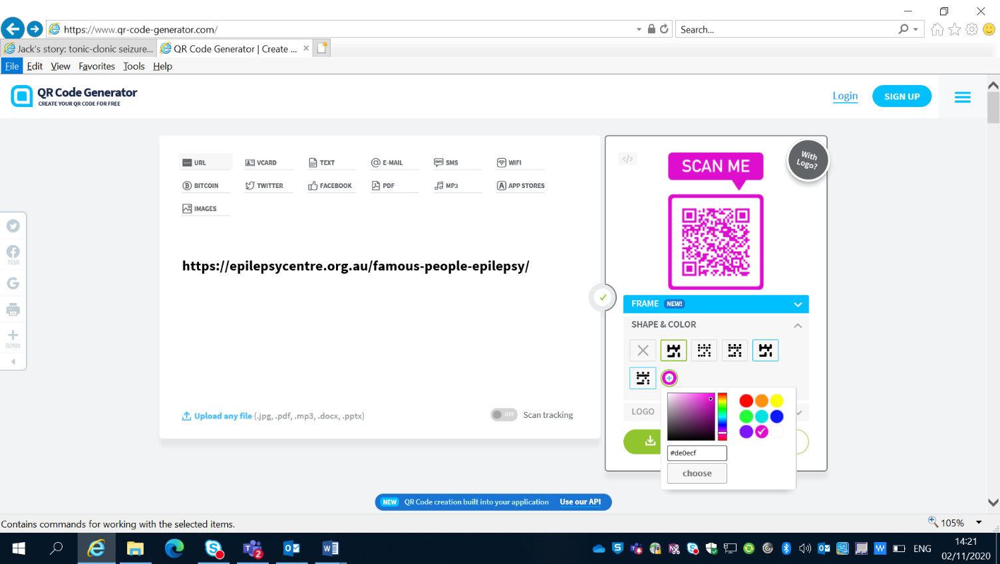 https://www.qr-code-generator.com/
Search...
Jack's story: tonic-clonic seizure...
QR Code Generator | Create ...
File Edit View Favorites Tools Help
QR Code Generator
CREATE YOUR QR CODE FOR FREE
Login
SIGN UP
URL
VCARD
TEXT
E-MAIL
SMS
WIFI
BITCOIN
TWITTER
FACEBOOK
PDF
MP3
APP STORES
IMAGES
https://epilepsycentre.org.au/famous-people-epilepsy/
Upload any file (.jpg, .pdf, .mp3, .docx, .pptx)
OFF
Scan tracking
7018
82981
</>
With
Logo?
SCAN ME
FRAME NEW!
SHAPE & COLOR
LOGO
#de0ecf
choose
NEW QR Code creation built into your application Use our API
Contains commands for working with the selected items.
105%
2
ENG
14:21
02/11/2020